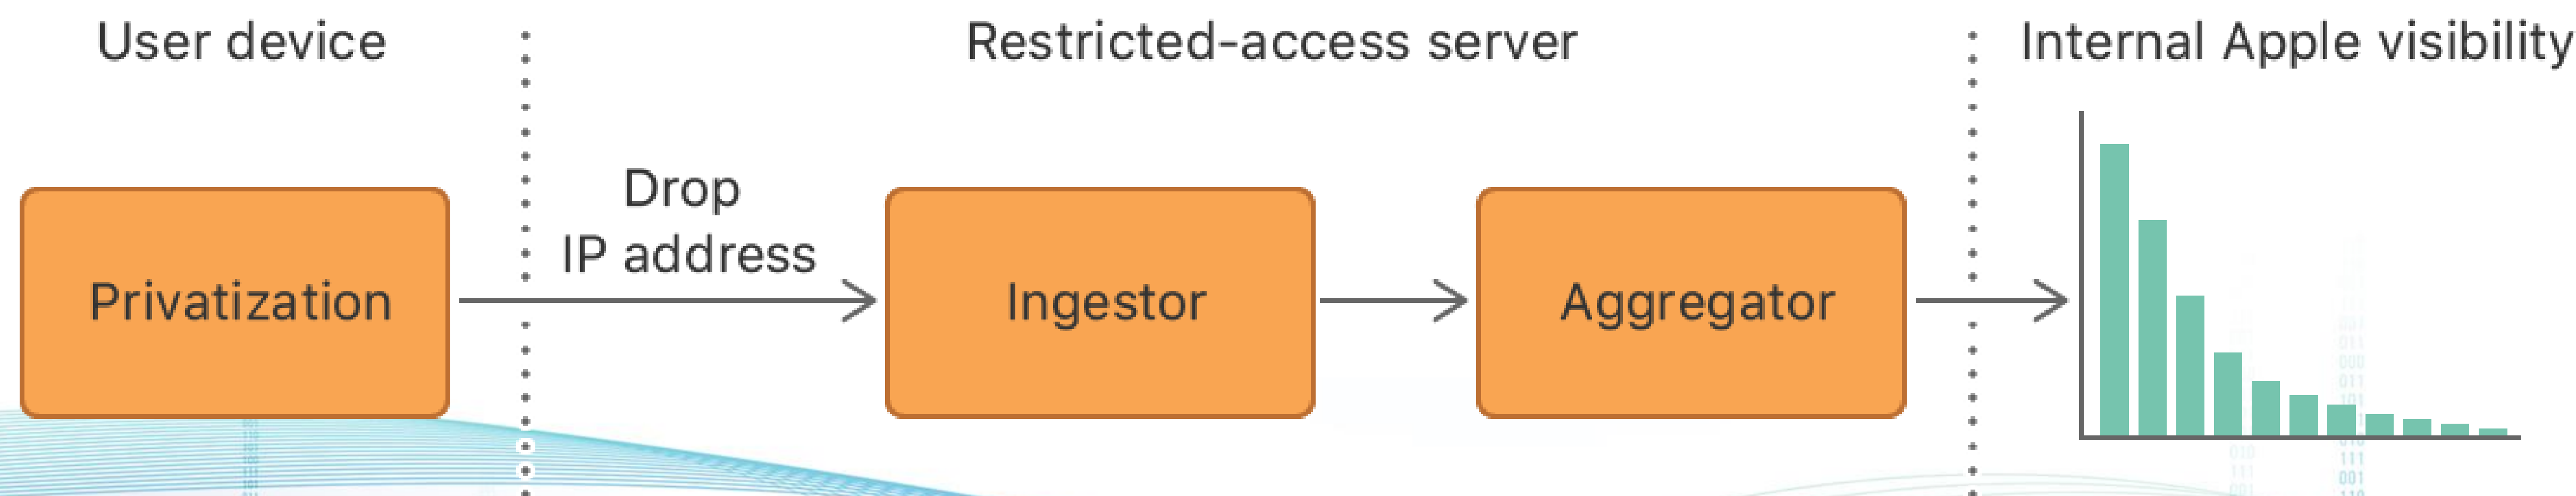 User device
Restricted-access server
Internal Apple visibility
Drop
IP address
Privatization
Ingestor
Aggregator